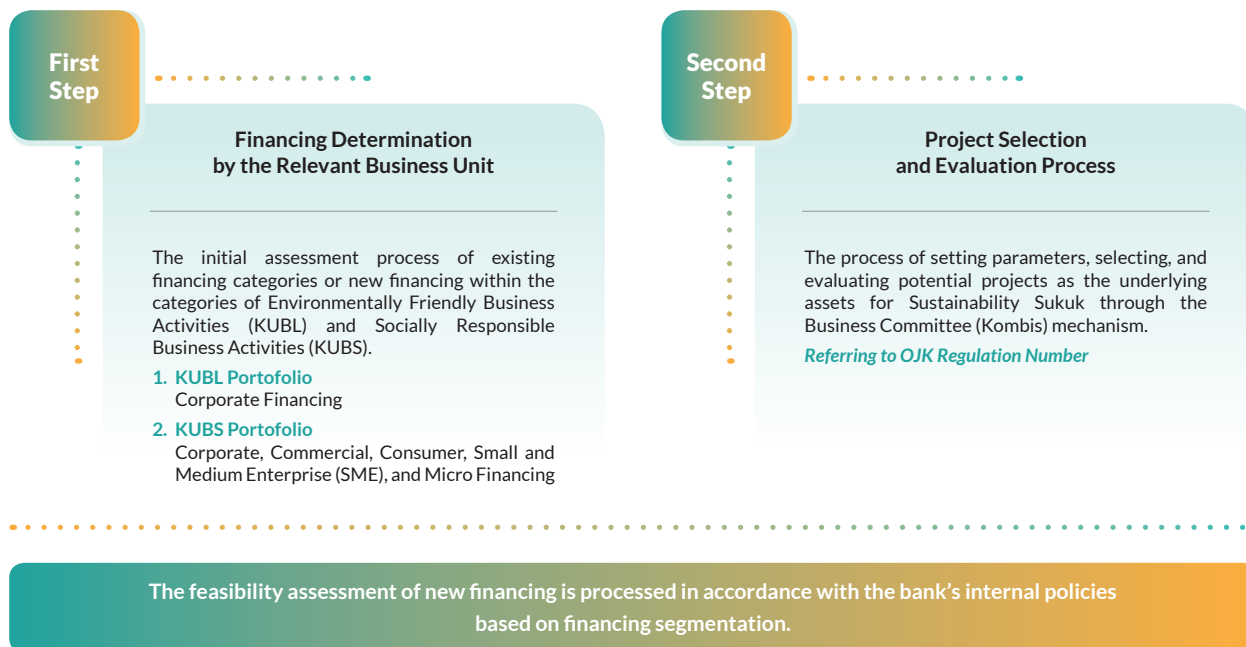 First
Step
Financing Determination
by the Relevant Business Unit
The initial assessment process of existing
financing categories or new financing within the
categories of Environmentally Friendly Business
Activities (KUBL) and Socially Responsible
Business Activities (KUBS).
1. KUBL Portofolio
Corporate Financing
2. KUBS Portofolio
Corporate, Commercial, Consumer, Small and
Medium Enterprise (SME), and Micro Financing
Second
Step
Project Selection
and Evaluation Process
The process of setting parameters, selecting, and
evaluating potential projects as the underlying
assets for Sustainability Sukuk through the
Business Committee (Kombis) mechanism.
Referring to OJK Regulation Number
The feasibility assessment of new financing is processed in accordance with the bank's internal policies
based on financing segmentation.